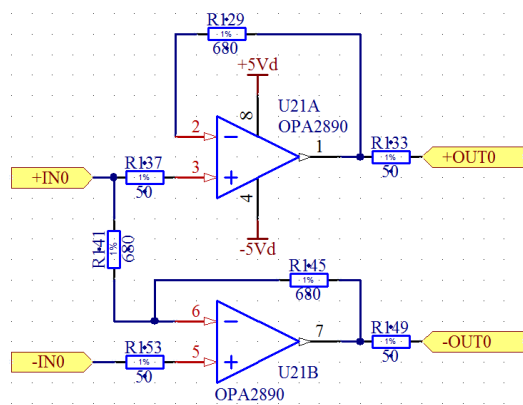 R129
1%
680
+5Vd
8
U21A
OPA2890
2
1
R133
1%
50
+OUT0
+IN0
R137
1%
50
3
4
-5Vd
R141
1%
680
R145
1%
680
6
7
R149
1%
50
-OUT0
-IN0
R153
1%
50
5
U21B
OPA2890